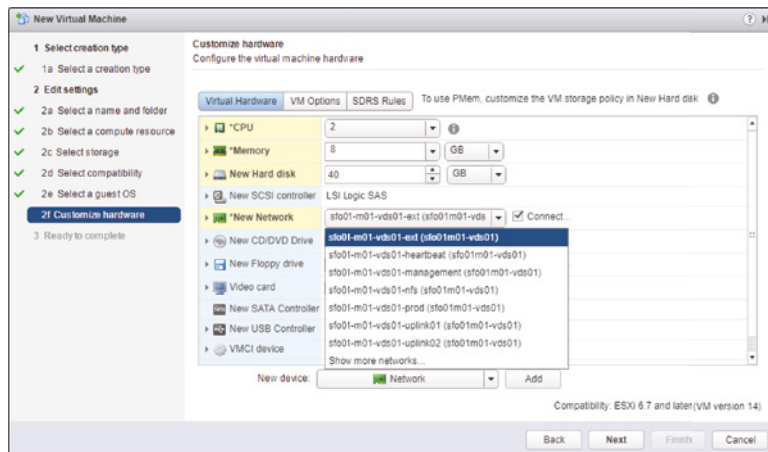 New Virtual Machine
1 Select creation type
1a Select a creation type
2 Edit settings
2a Select a name and folder
2b Select a compute resource
2c Select storage
2d Select compatibility
2e Select a guest OS
2f Customize hardware
3 Ready to complete
Customize hardware
Configure the virtual machine hardware
Virtual Hardware VM Options SDRS Rules To use PMem, customize the VM storage policy in New Hard disk
*CPU 2
*Memory 8 GB
New Hard disk 40 GB
New SCSI controller LSI Logic SAS
*New Network sfo01-m01-vds01-ext (sfo01m01-vds Connect...
New CD/DVD Drive
New Floppy drive
Video card
New SATA Controller
New USB Controller
VMCI device
sfo01-m01-vds01-ext (sfo01m01-vds01)
sfo01-m01-vds01-heartbeat (sfo01m01-vds01)
sfo01-m01-vds01-management (sfo01m01-vds01)
sfo01-m01-vds01-nfs (sfo01m01-vds01)
sfo01-m01-vds01-prod (sfo01m01-vds01)
sfo01-m01-vds01-uplink01 (sfo01m01-vds01)
sfo01-m01-vds01-uplink02 (sfo01m01-vds01)
Show more networks...
New device: Network Add
Compatibility: ESXi 6.7 and later(VM version 14)
Back Next Finish Cancel